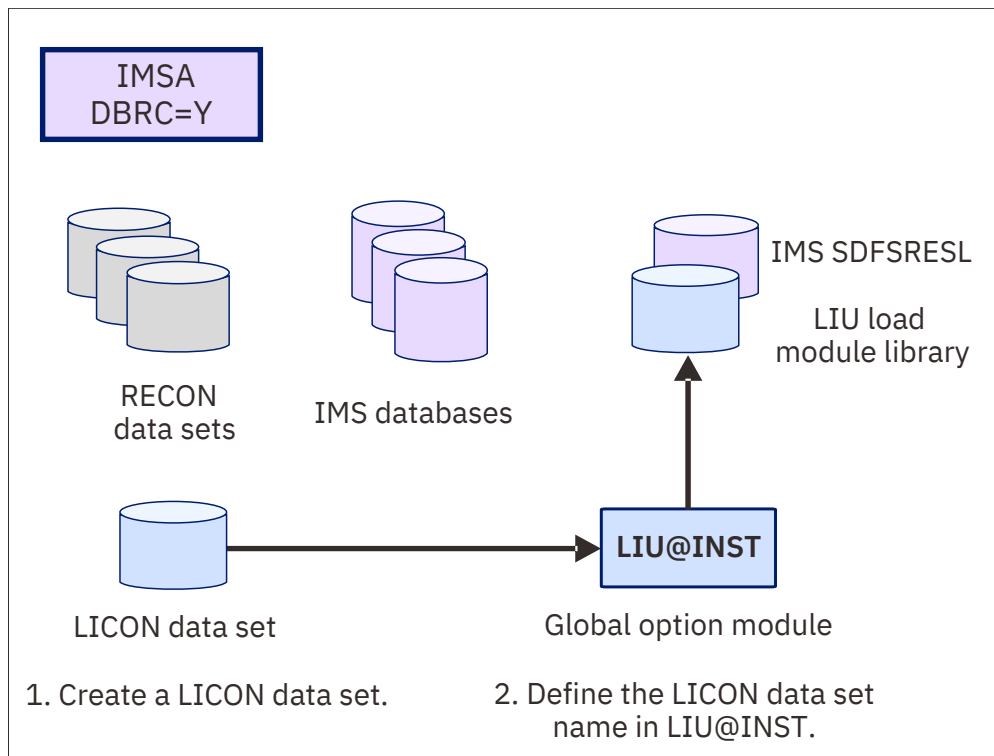 IMSA
DBRC=Y
IMS SDFSRESL
LIU load
module library
RECON
data sets
IMS databases
LIU@INST
LICON data set
Global option module
1. Create a LICON data set.
2. Define the LICON data set
name in LIU@INST.